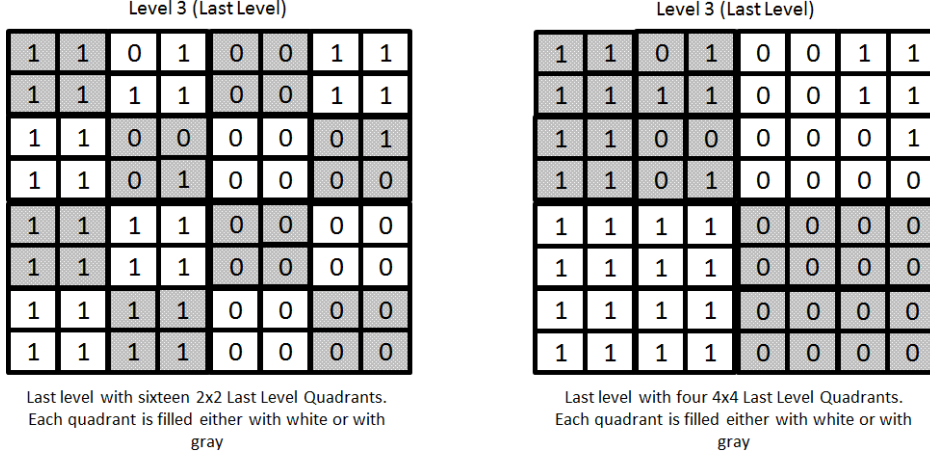 Level 3 (Last Level)
1 1 0 1 0 0 1 1
1 1 1 1 0 0 1 1
1 1 0 0 0 0 0 1
1 1 0 1 0 0 0 0
1 1 1 1 0 0 0 0
1 1 1 1 0 0 0 0
1 1 1 1 0 0 0 0
1 1 1 1 0 0 0 0
Last level with sixteen 2x2 Last Level Quadrants.
Each quadrant is filled either with white or with
gray
Level 3 (Last Level)
1 1 0 1 0 0 1 1
1 1 1 1 0 0 1 1
1 1 0 0 0 0 0 1
1 1 0 1 0 0 0 0
1 1 1 1 0 0 0 0
1 1 1 1 0 0 0 0
1 1 1 1 0 0 0 0
1 1 1 1 0 0 0 0
Last level with four 4x4 Last Level Quadrants.
Each quadrant is filled either with white or with
gray